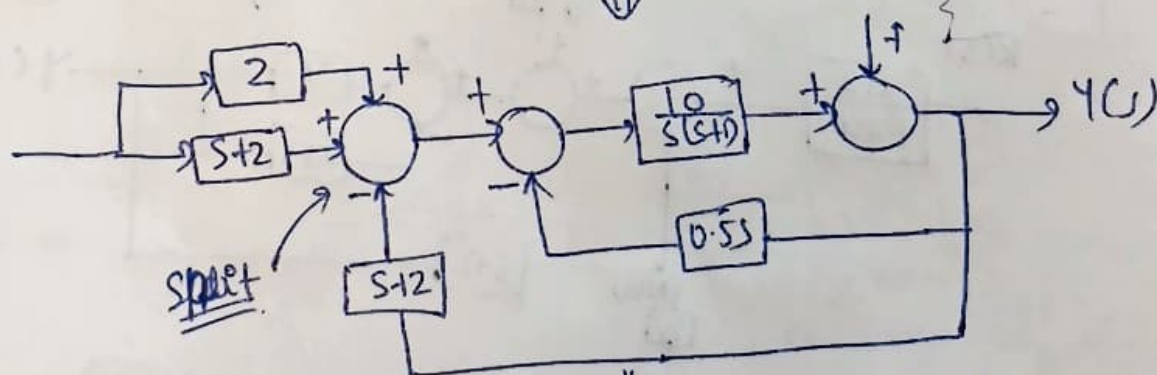 2
+
+
S+2
+
-
+
-
10
S(S+1)
+
+
Y(s)
0.5s
S+2
split